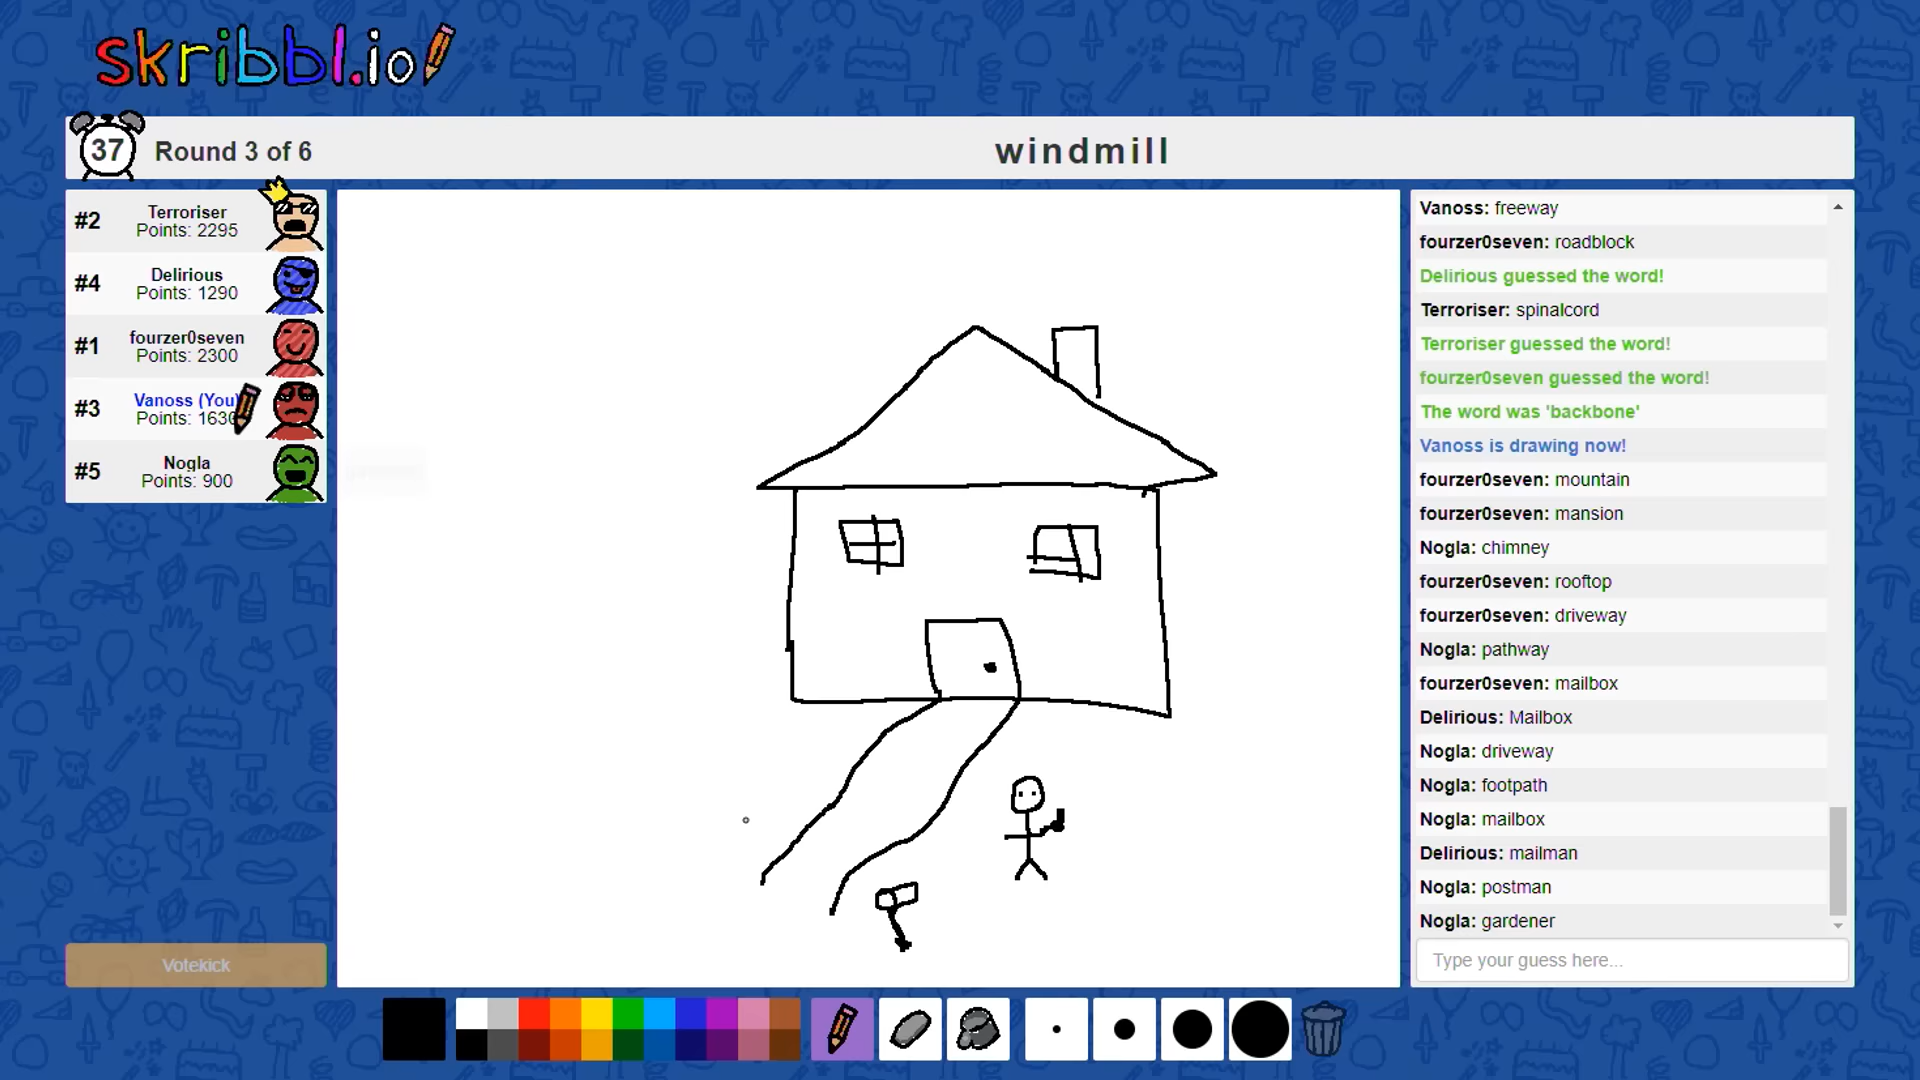 skribbl.io
37
Round 3 of 6
windmill
#2
Terroriser
Points: 2295
#4
Delirious
Points: 1290
#1
fourzer0seven
Points: 2300
#3
Vanoss (You)
Points: 1630
#5
Nogla
Points: 900
Votekick
Vanoss: freeway
fourzer0seven: roadblock
Delirious guessed the word!
Terroriser: spinalcord
Terroriser guessed the word!
fourzer0seven guessed the word!
The word was 'backbone'
Vanoss is drawing now!
fourzer0seven: mountain
fourzer0seven: mansion
Nogla: chimney
fourzer0seven: rooftop
fourzer0seven: driveway
Nogla: pathway
fourzer0seven: mailbox
Delirious: Mailbox
Nogla: driveway
Nogla: footpath
Nogla: mailbox
Delirious: mailman
Nogla: postman
Nogla: gardener
Type your guess here...